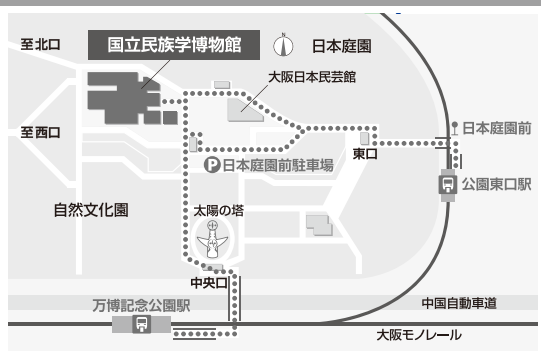 至北口
国立民族学博物館
日本庭園
大阪日本民芸館
至西口
日本庭園前
東口
P日本庭園前駐車場
公園東口駅
自然文化園
太陽の塔
中央口
万博記念公園駅
中国自動車道
大阪モノレール